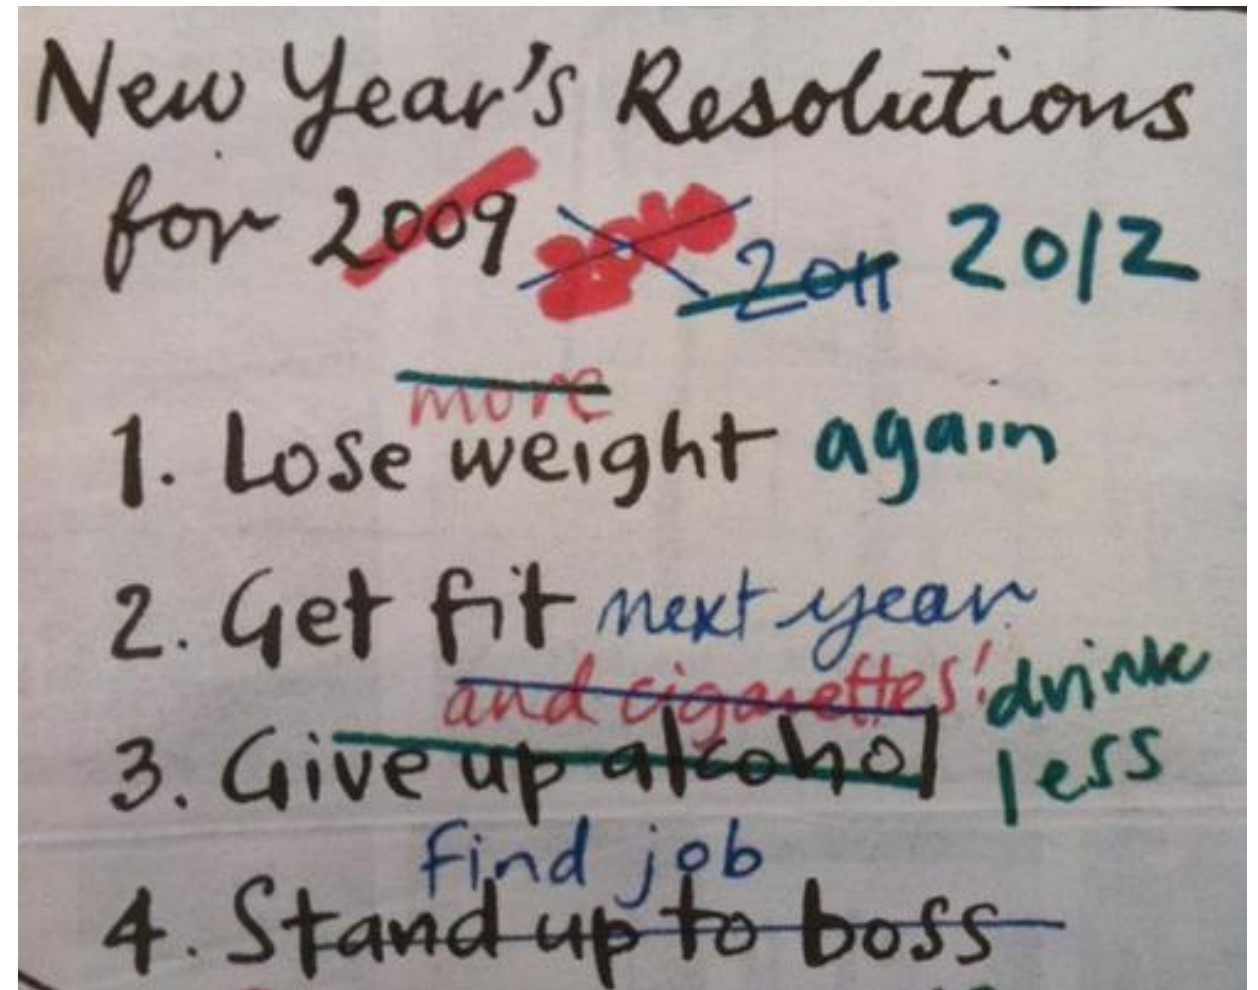 New Year's Resolutions
for 2009 2011 2012
more
1. Lose weight again
2. Get fit next year
and cigarettes! drink
3. Give up alcohol less
find job
4. Stand up to boss